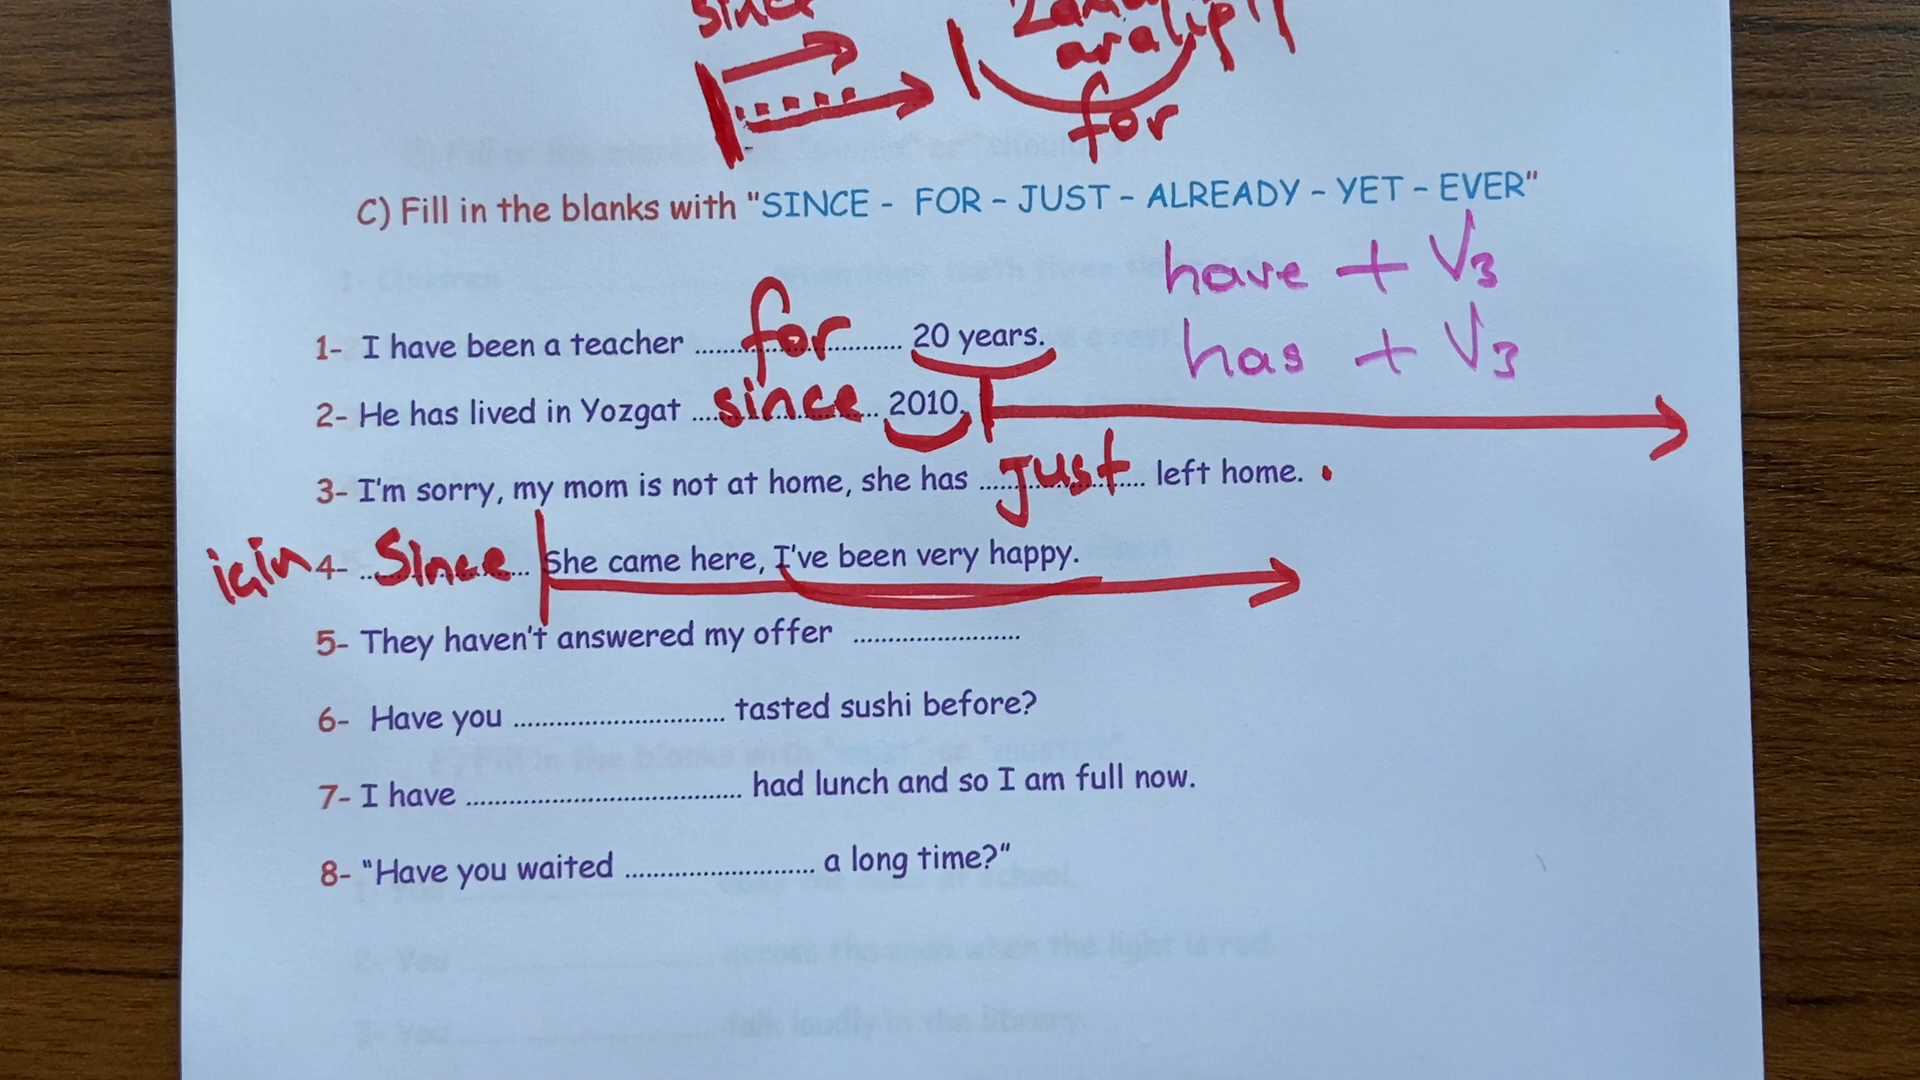 since
aralığı
for
C) Fill in the blanks with "SINCE - FOR - JUST - ALREADY - YET - EVER"
have + V3
has + V3
1- I have been a teacher ..... for ..... 20 years.
2- He has lived in Yozgat ..... since ..... 2010.
3- I'm sorry, my mom is not at home, she has ..... Just ..... left home.
için 4- ..... Since ..... She came here, I've been very happy.
5- They haven't answered my offer ........................
6- Have you .............................. tasted sushi before?
7- I have ....................................... had lunch and so I am full now.
8- "Have you waited ........................... a long time?"